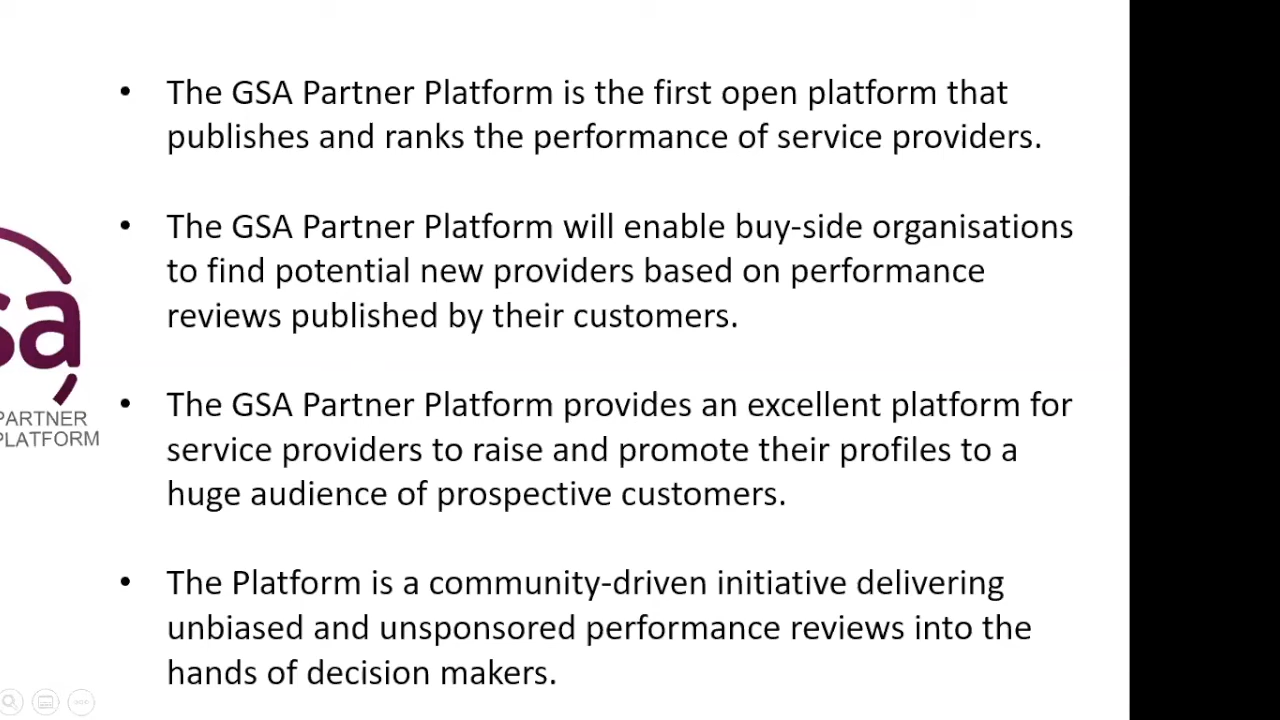 • The GSA Partner Platform is the first open platform that
publishes and ranks the performance of service providers.
• The GSA Partner Platform will enable buy-side organisations
to find potential new providers based on performance
reviews published by their customers.
sa
PARTNER
PLATFORM
• The GSA Partner Platform provides an excellent platform for
service providers to raise and promote their profiles to a
huge audience of prospective customers.
• The Platform is a community-driven initiative delivering
unbiased and unsponsored performance reviews into the
hands of decision makers.